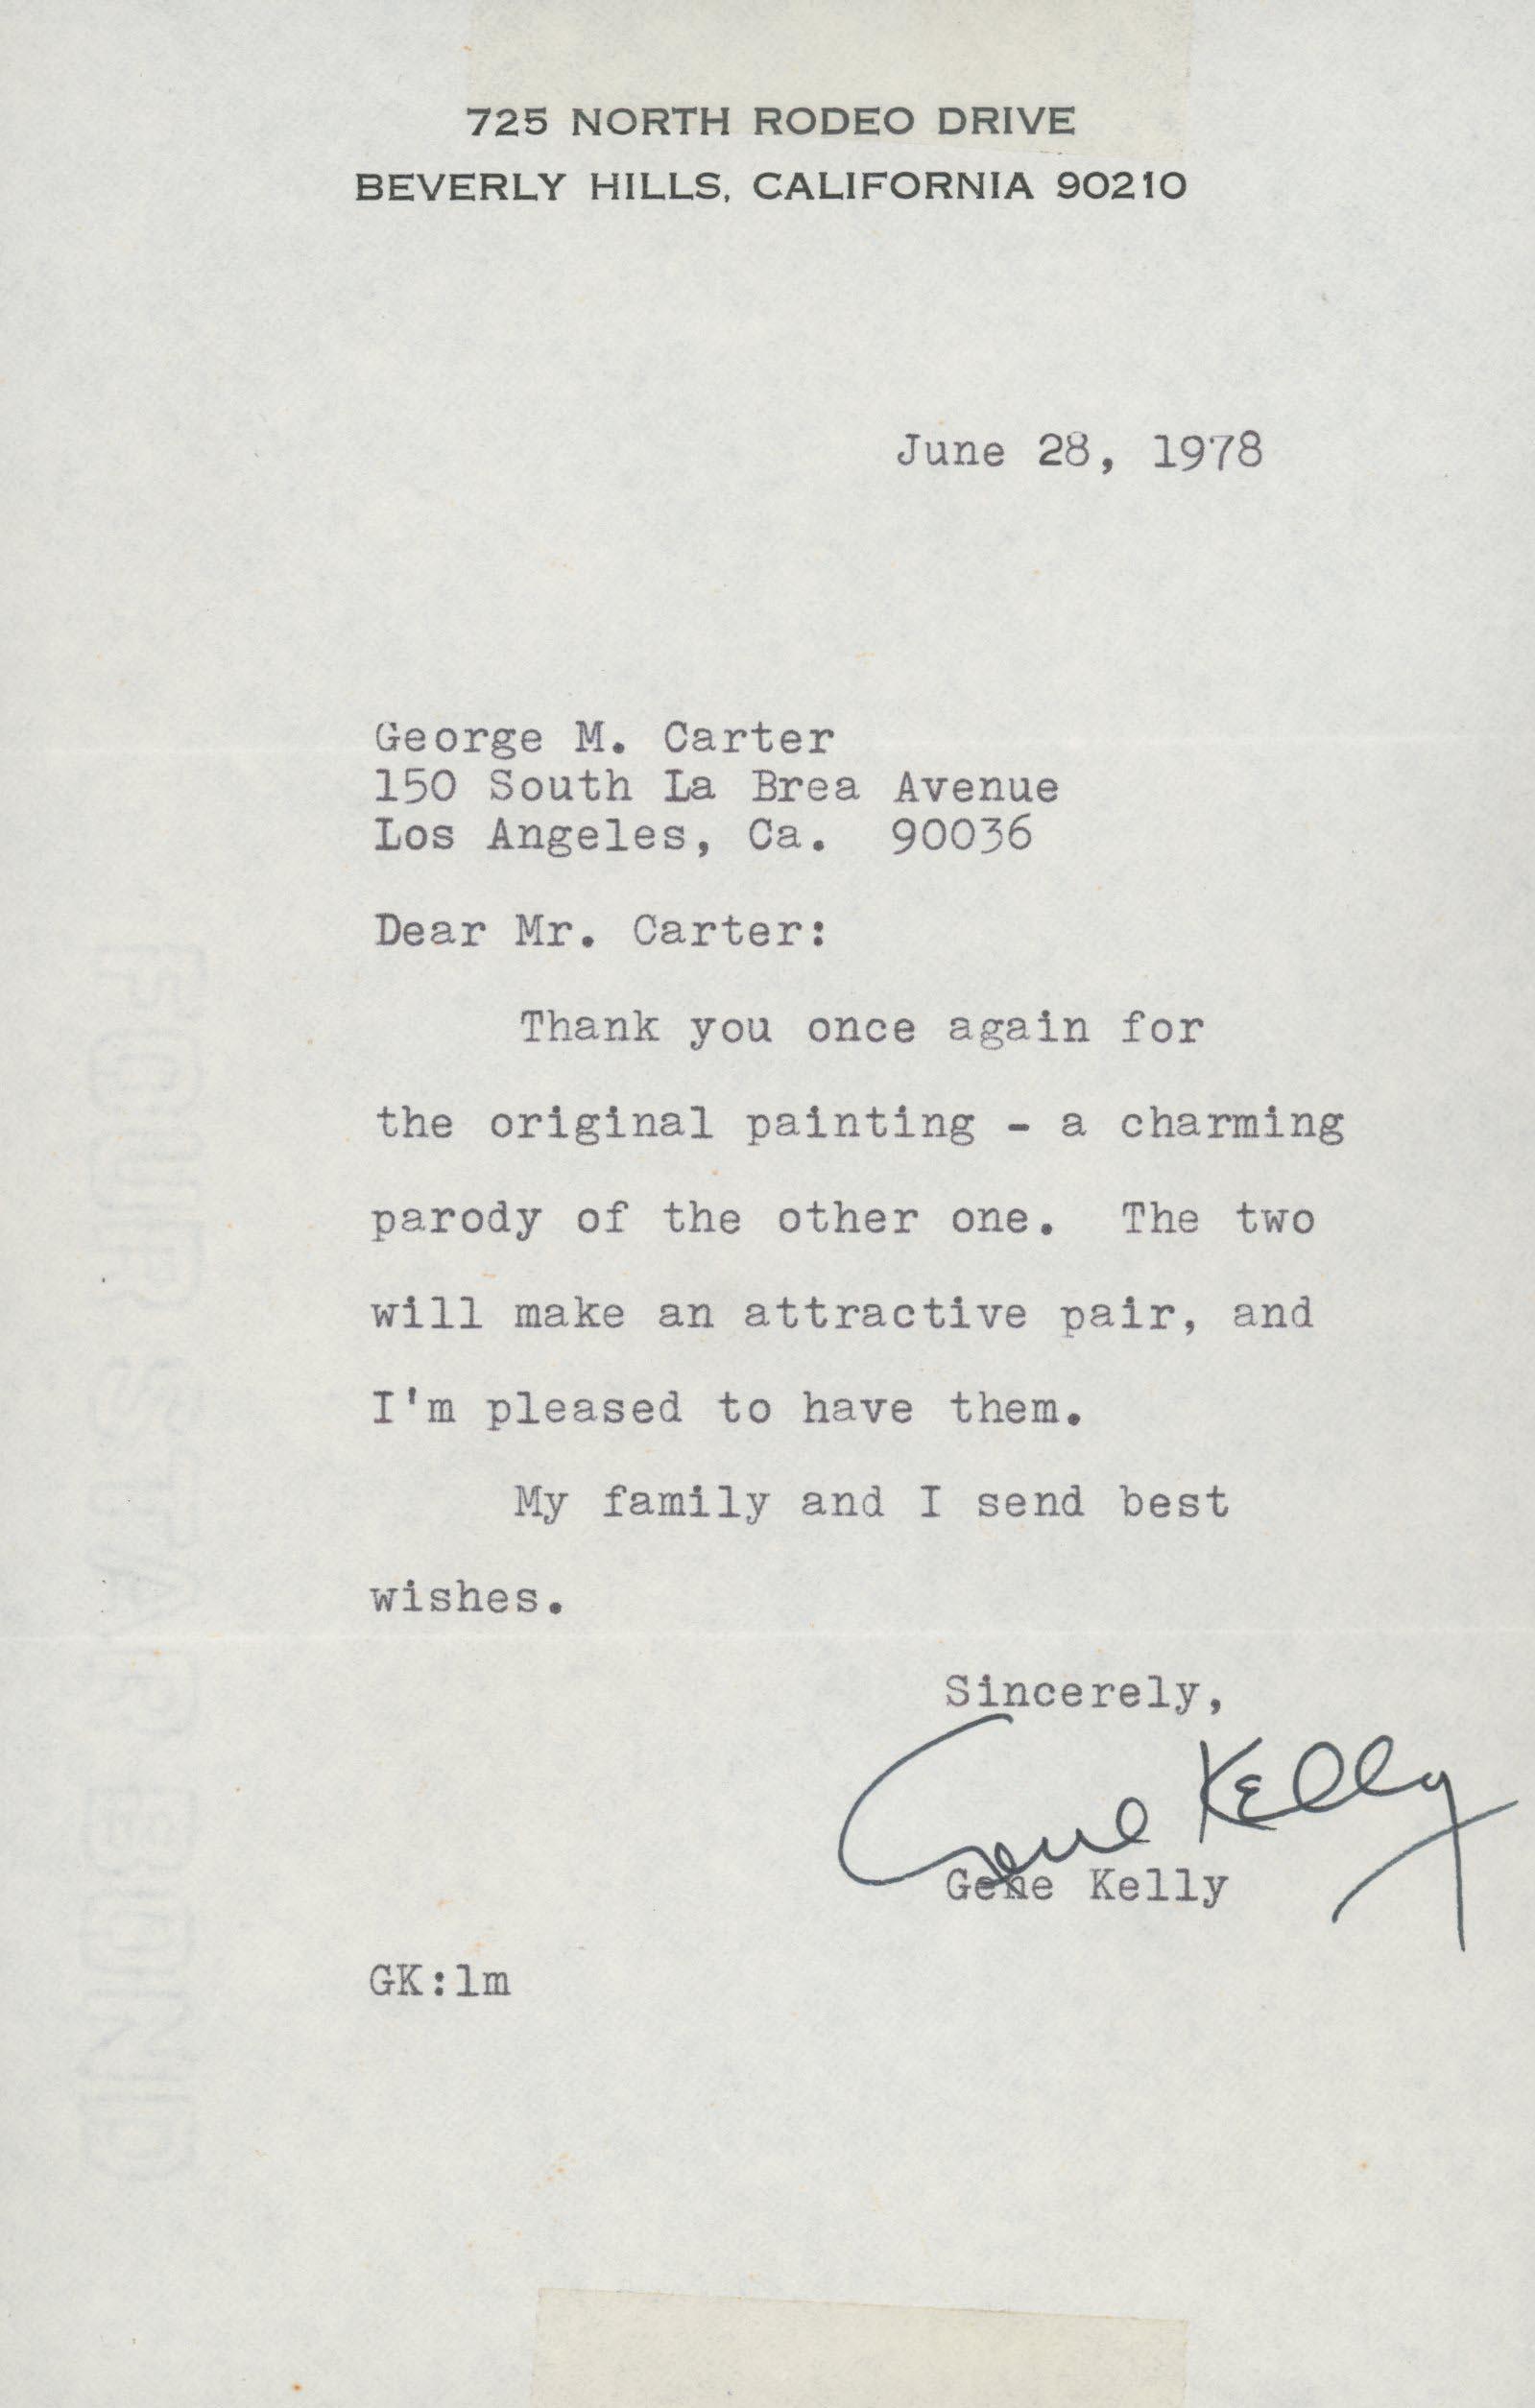 725 NORTH RODEO DRIVE
BEVERLY HILLS, CALIFORNIA 90210
June 28, 1978
George M. Carter
150 South La Brea Avenue
Los Angeles, Ca.  90036
Dear Mr. Carter:
Thank you once again for
the original painting - a charming
parody of the other one.  The two
will make an attractive pair, and
I'm pleased to have them.
My family and I send best
wishes.
Sincerely,
Gene Kelly
Gene Kelly
GK:lm
FOUR STAR BOND